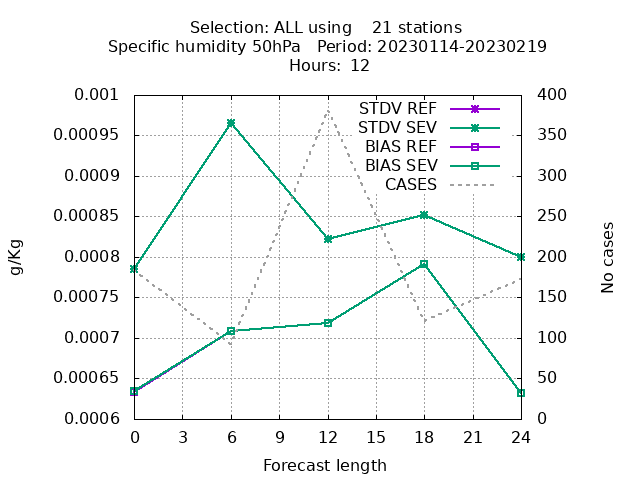 Selection: ALL using    21 stations
Specific humidity 50hPa   Period: 20230114-20230219
Hours: 12
STDV REF
STDV SEV
BIAS REF
BIAS SEV
CASES
0.001
0.00095
0.0009
0.00085
0.0008
0.00075
0.0007
0.00065
0.0006
g/Kg
400
350
300
250
200
150
100
50
0
No cases
0 3 6 9 12 15 18 21 24
Forecast length